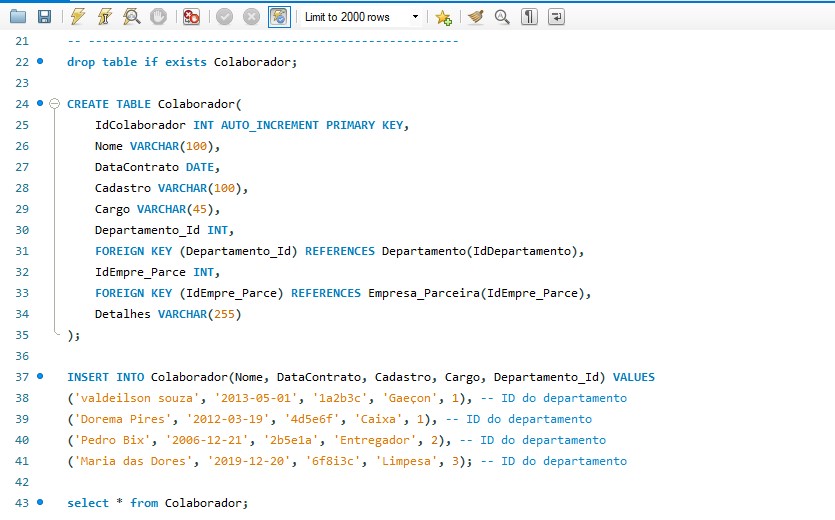 Limit to 2000 rows
21 -- -----------------------------------------------------
22 drop table if exists Colaborador;
23
24 CREATE TABLE Colaborador(
25 IdColaborador INT AUTO_INCREMENT PRIMARY KEY,
26 Nome VARCHAR(100),
27 DataContrato DATE,
28 Cadastro VARCHAR(100),
29 Cargo VARCHAR(45),
30 Departamento_Id INT,
31 FOREIGN KEY (Departamento_Id) REFERENCES Departamento(IdDepartamento),
32 IdEmpre_Parce INT,
33 FOREIGN KEY (IdEmpre_Parce) REFERENCES Empresa_Parceira(IdEmpre_Parce),
34 Detalhes VARCHAR(255)
35 );
36
37 INSERT INTO Colaborador(Nome, DataContrato, Cadastro, Cargo, Departamento_Id) VALUES
38 ('valdeilson souza', '2013-05-01', '1a2b3c', 'Gaeçon', 1), -- ID do departamento
39 ('Dorema Pires', '2012-03-19', '4d5e6f', 'Caixa', 1), -- ID do departamento
40 ('Pedro Bix', '2006-12-21', '2b5e1a', 'Entregador', 2), -- ID do departamento
41 ('Maria das Dores', '2019-12-20', '6f8i3c', 'Limpesa', 3); -- ID do departamento
42
43 select * from Colaborador;